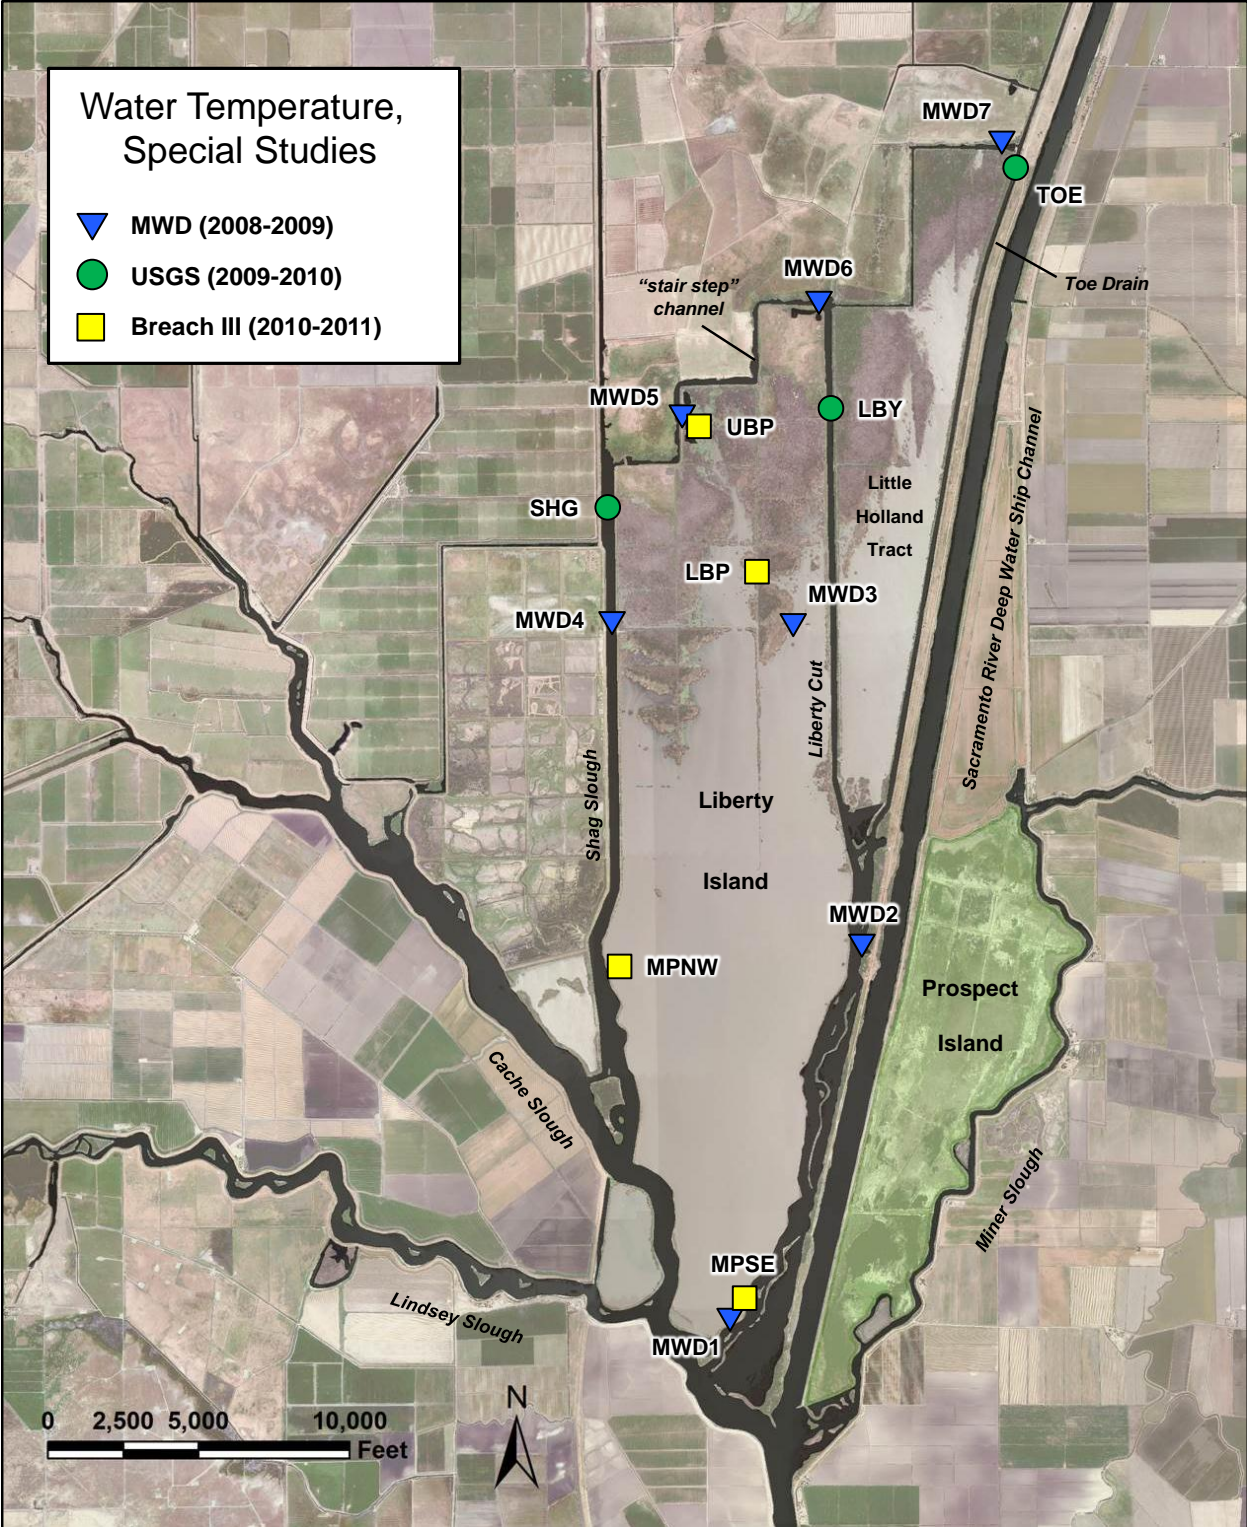 Water Temperature,
Special Studies
MWD (2008-2009)
USGS (2009-2010)
Breach III (2010-2011)
MWD7
TOE
MWD6
"stair step"
channel
Toe Drain
MWD5
UBP
LBY
SHG
Little
Holland
Tract
LBP
MWD3
MWD4
Sacramento River Deep Water Ship Channel
Liberty Cut
Shag Slough
Liberty
Island
MWD2
MPNW
Prospect
Island
Cache Slough
Miner Slough
MPSE
Lindsey Slough
MWD1
N
0 2,500 5,000 10,000
Feet